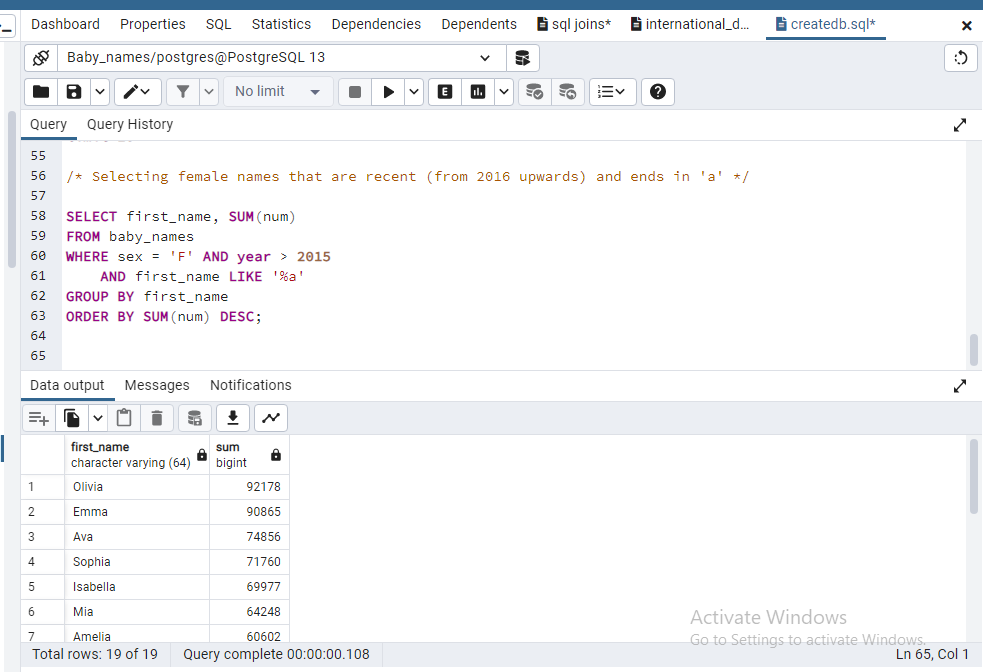 Dashboard Properties SQL Statistics Dependencies Dependents sql joins* international_d... createdb.sql*
Baby_names/postgres@PostgreSQL 13
No limit
E
Query Query History
55
56 /* Selecting female names that are recent (from 2016 upwards) and ends in 'a' */
57
58 SELECT first_name, SUM(num)
59 FROM baby_names
60 WHERE sex = 'F' AND year > 2015
61 AND first_name LIKE '%a'
62 GROUP BY first_name
63 ORDER BY SUM(num) DESC;
64
65
Data output Messages Notifications
first_name sum
character varying (64) bigint
1 Olivia 92178
2 Emma 90865
3 Ava 74856
4 Sophia 71760
5 Isabella 69977
6 Mia 64248
7 Amelia 60602
Activate Windows
Go to Settings to activate Windows.
Total rows: 19 of 19 Query complete 00:00:00.108 Ln 65, Col 1